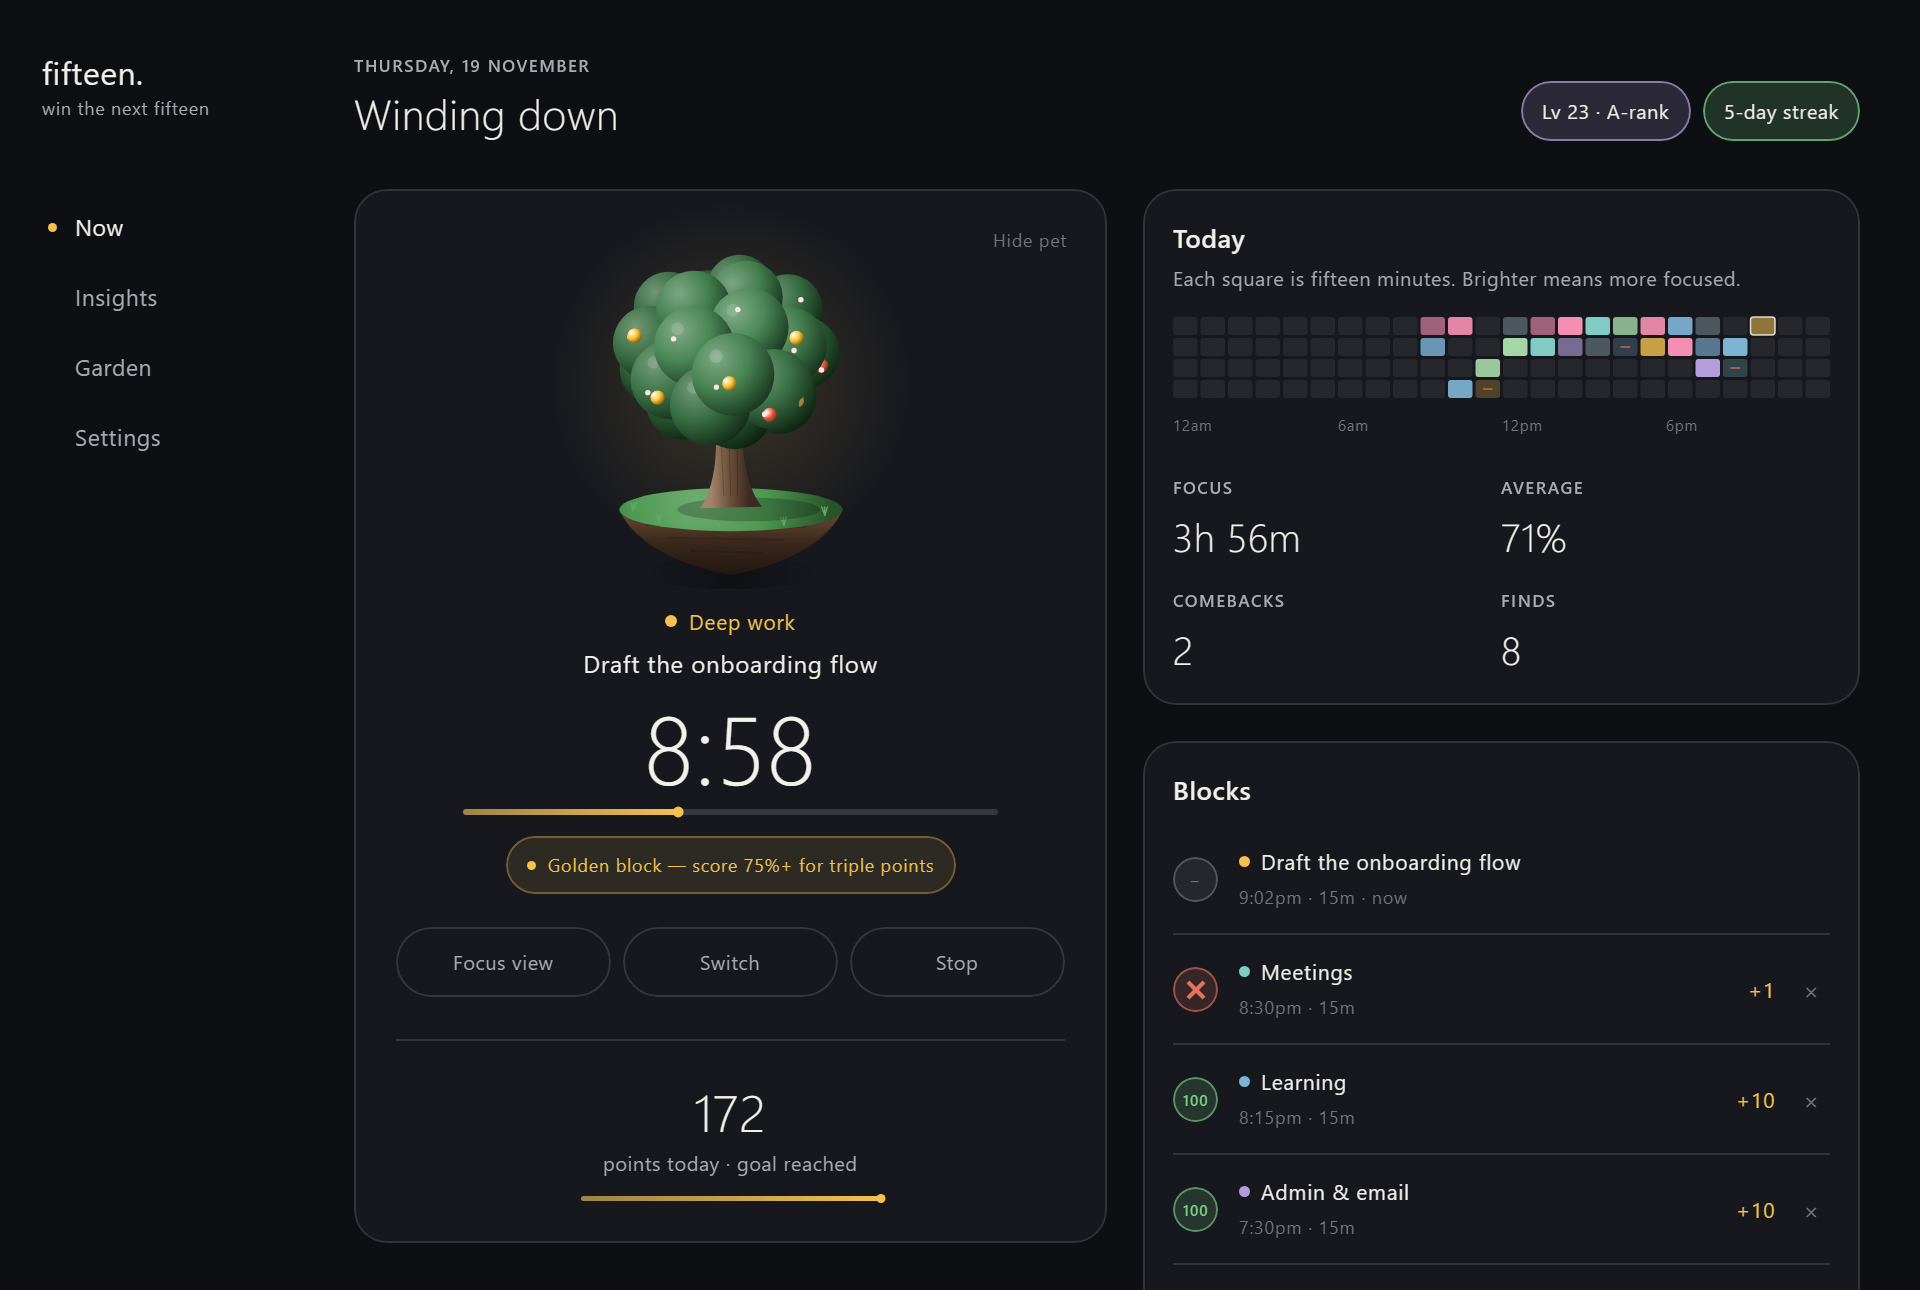 fifteen.
win the next fifteen
Now
Insights
Garden
Settings
THURSDAY, 19 NOVEMBER
Winding down
Lv 23 · A-rank
5-day streak
Hide pet
Deep work
Draft the onboarding flow
8:58
Golden block — score 75%+ for triple points
Focus view
Switch
Stop
172
points today · goal reached
Today
Each square is fifteen minutes. Brighter means more focused.
12am
6am
12pm
6pm
FOCUS
AVERAGE
3h 56m
71%
COMEBACKS
FINDS
2
8
Blocks
–
Draft the onboarding flow
9:02pm · 15m · now
Meetings
8:30pm · 15m
+1
×
100
Learning
8:15pm · 15m
+10
×
100
Admin & email
7:30pm · 15m
+10
×